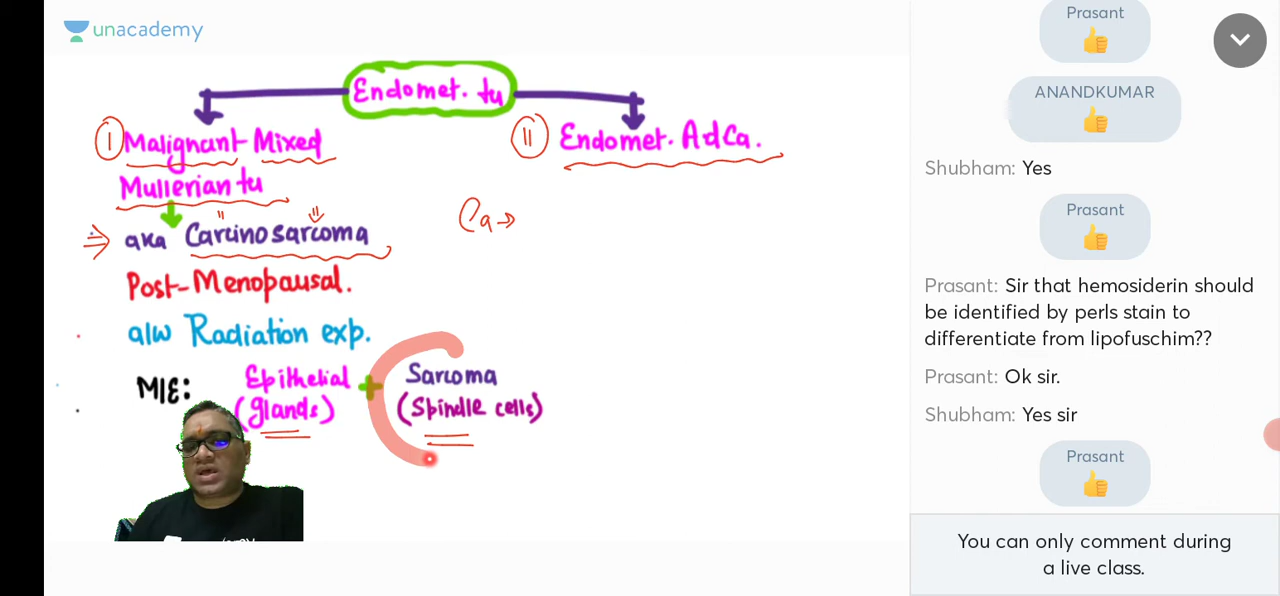 unacademy
Endomet. tu
I Malignant Mixed
Mullerian tu
aka Carcinosarcoma
Post-Menopausal.
a/w Radiation exp.
M/E: Epithelial + Sarcoma
(glands) (Spindle cells)
II Endomet. AdCa.
Ca →
Prasant
ANANDKUMAR
Shubham: Yes
Prasant
Prasant: Sir that hemosiderin should
be identified by perls stain to
differentiate from lipofuschim??
Prasant: Ok sir.
Shubham: Yes sir
Prasant
You can only comment during
a live class.